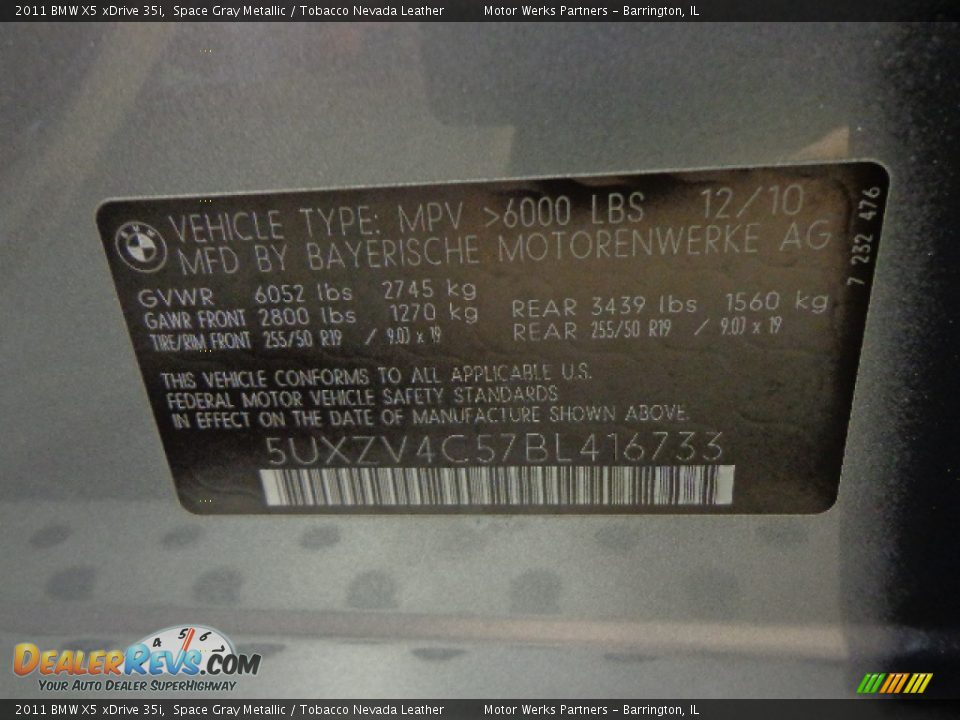 2011 BMW X5 xDrive 35i, Space Gray Metallic / Tobacco Nevada Leather Motor Werks Partners - Barrington, IL
BMW
VEHICLE TYPE: MPV >6000 LBS 12/10
MFD BY BAYERISCHE MOTORENWERKE AG
7 232 476
GVWR 6052 lbs 2745 kg
GAWR FRONT 2800 lbs 1270 kg REAR 3439 lbs 1560 kg
TIRE/RIM FRONT 255/50 R19 / 9.0J x 19 REAR 255/50 R19 / 9.0J x 19
THIS VEHICLE CONFORMS TO ALL APPLICABLE U.S.
FEDERAL MOTOR VEHICLE SAFETY STANDARDS
IN EFFECT ON THE DATE OF MANUFACTURE SHOWN ABOVE.
5UXZV4C57BL416733
4 5 6 7
DEALERREVS.COM
YOUR AUTO DEALER SUPERHIGHWAY
2011 BMW X5 xDrive 35i, Space Gray Metallic / Tobacco Nevada Leather Motor Werks Partners - Barrington, IL